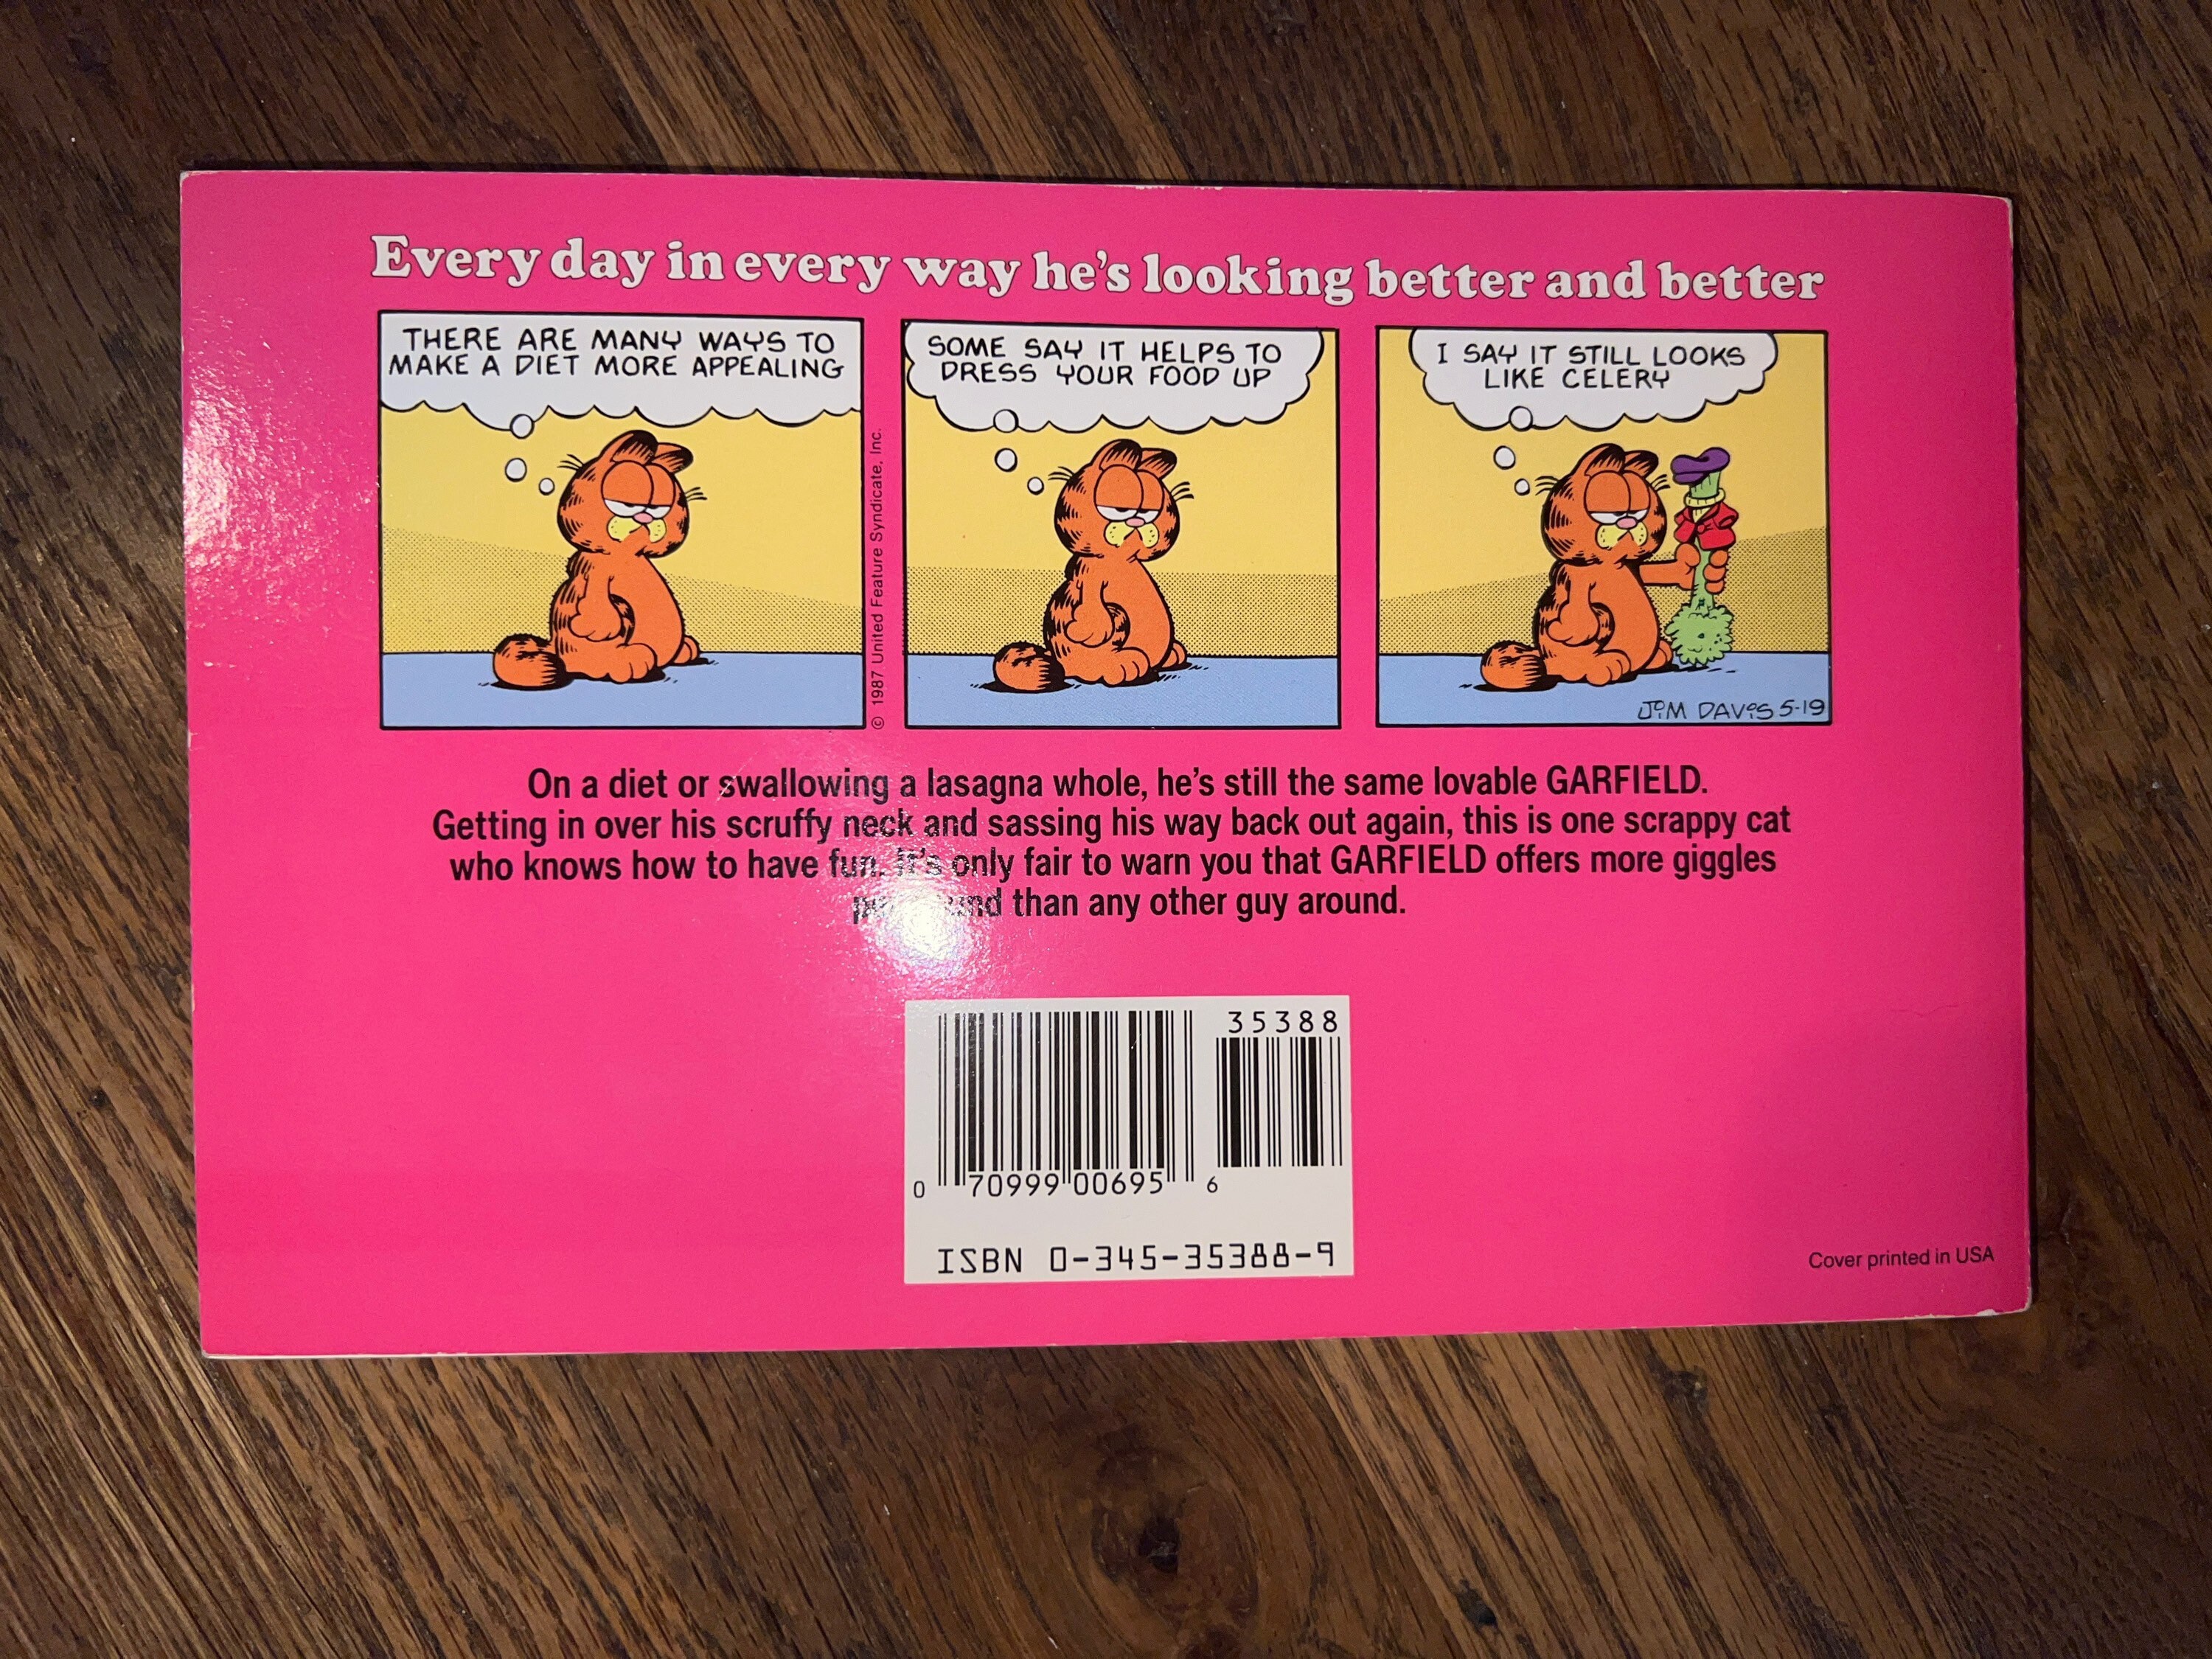 Every day in every way he's looking better and better
THERE ARE MANY WAYS TO
MAKE A DIET MORE APPEALING
© 1987 United Feature Syndicate, Inc.
SOME SAY IT HELPS TO
DRESS YOUR FOOD UP
I SAY IT STILL LOOKS
LIKE CELERY
JIM DAVIS 5-19
On a diet or swallowing a lasagna whole, he's still the same lovable GARFIELD.
Getting in over his scruffy neck and sassing his way back out again, this is one scrappy cat
who knows how to have fun. It's only fair to warn you that GARFIELD offers more giggles
than any other guy around.
35388
0 70999 00695 6
ISBN 0-345-35388-9
Cover printed in USA